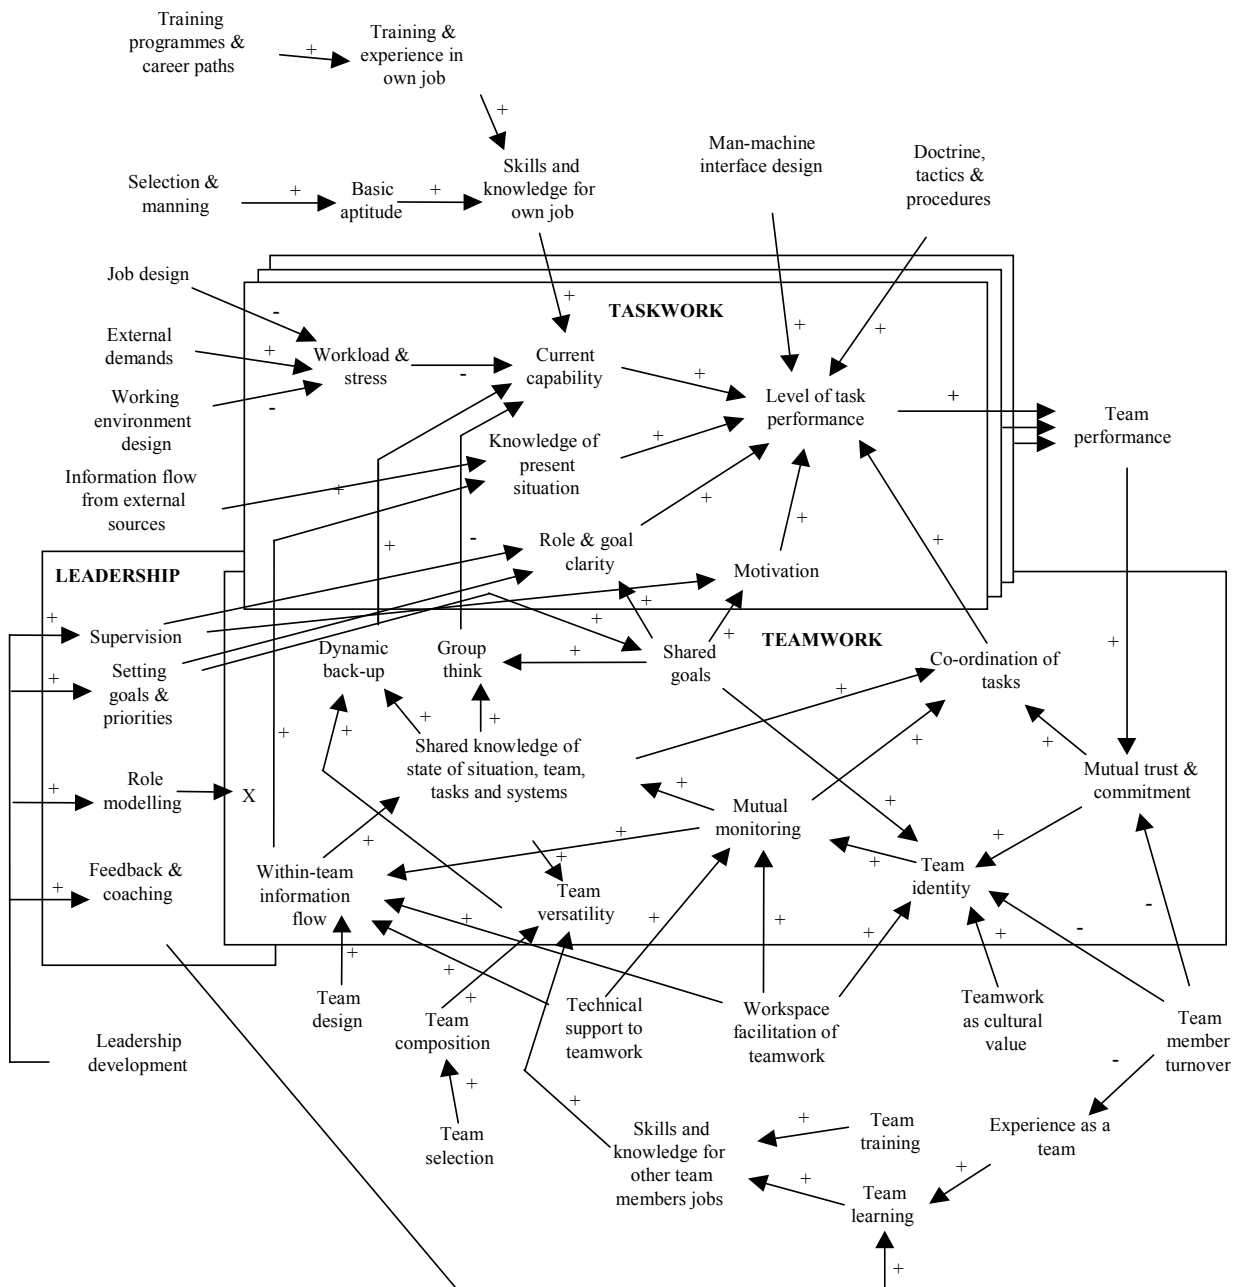 Training
programmes &
career paths
+
Training &
experience in
own job
+
Man-machine
interface design
Doctrine,
tactics &
procedures
Selection &
manning
+
Basic
aptitude
+
Skills and
knowledge for
own job
Job design
-
+
TASKWORK
+
+
External
demands
+
Workload &
stress
-
Current
capability
+
Level of task
performance
+
Team
performance
Working
environment
design
-
Knowledge of
present
situation
+
Information flow
from external
sources
+
+
+
+
-
Role & goal
clarity
Motivation
+
LEADERSHIP
+
Supervision
+
+
+
TEAMWORK
+
Dynamic
back-up
Group
think
+
Shared
goals
Co-ordination of
tasks
+
Setting
goals &
priorities
+
+
+
+
+
+
+
Shared knowledge of
state of situation, team,
tasks and systems
Mutual trust &
commitment
+
Role
modelling
X
+
Mutual
monitoring
+
+
+
+
+
Feedback &
coaching
+
Within-team
information
flow
+
Team
versatility
+
Team
identity
+
+
+
+
+
-
-
+
+
+
Team
design
Team
composition
Technical
support to
teamwork
Workspace
facilitation of
teamwork
Teamwork
as cultural
value
Team
member
turnover
Leadership
development
+
+
-
Team
selection
Skills and
knowledge for
other team
members jobs
+
Team
training
Experience as a
team
+
+
Team
learning
+